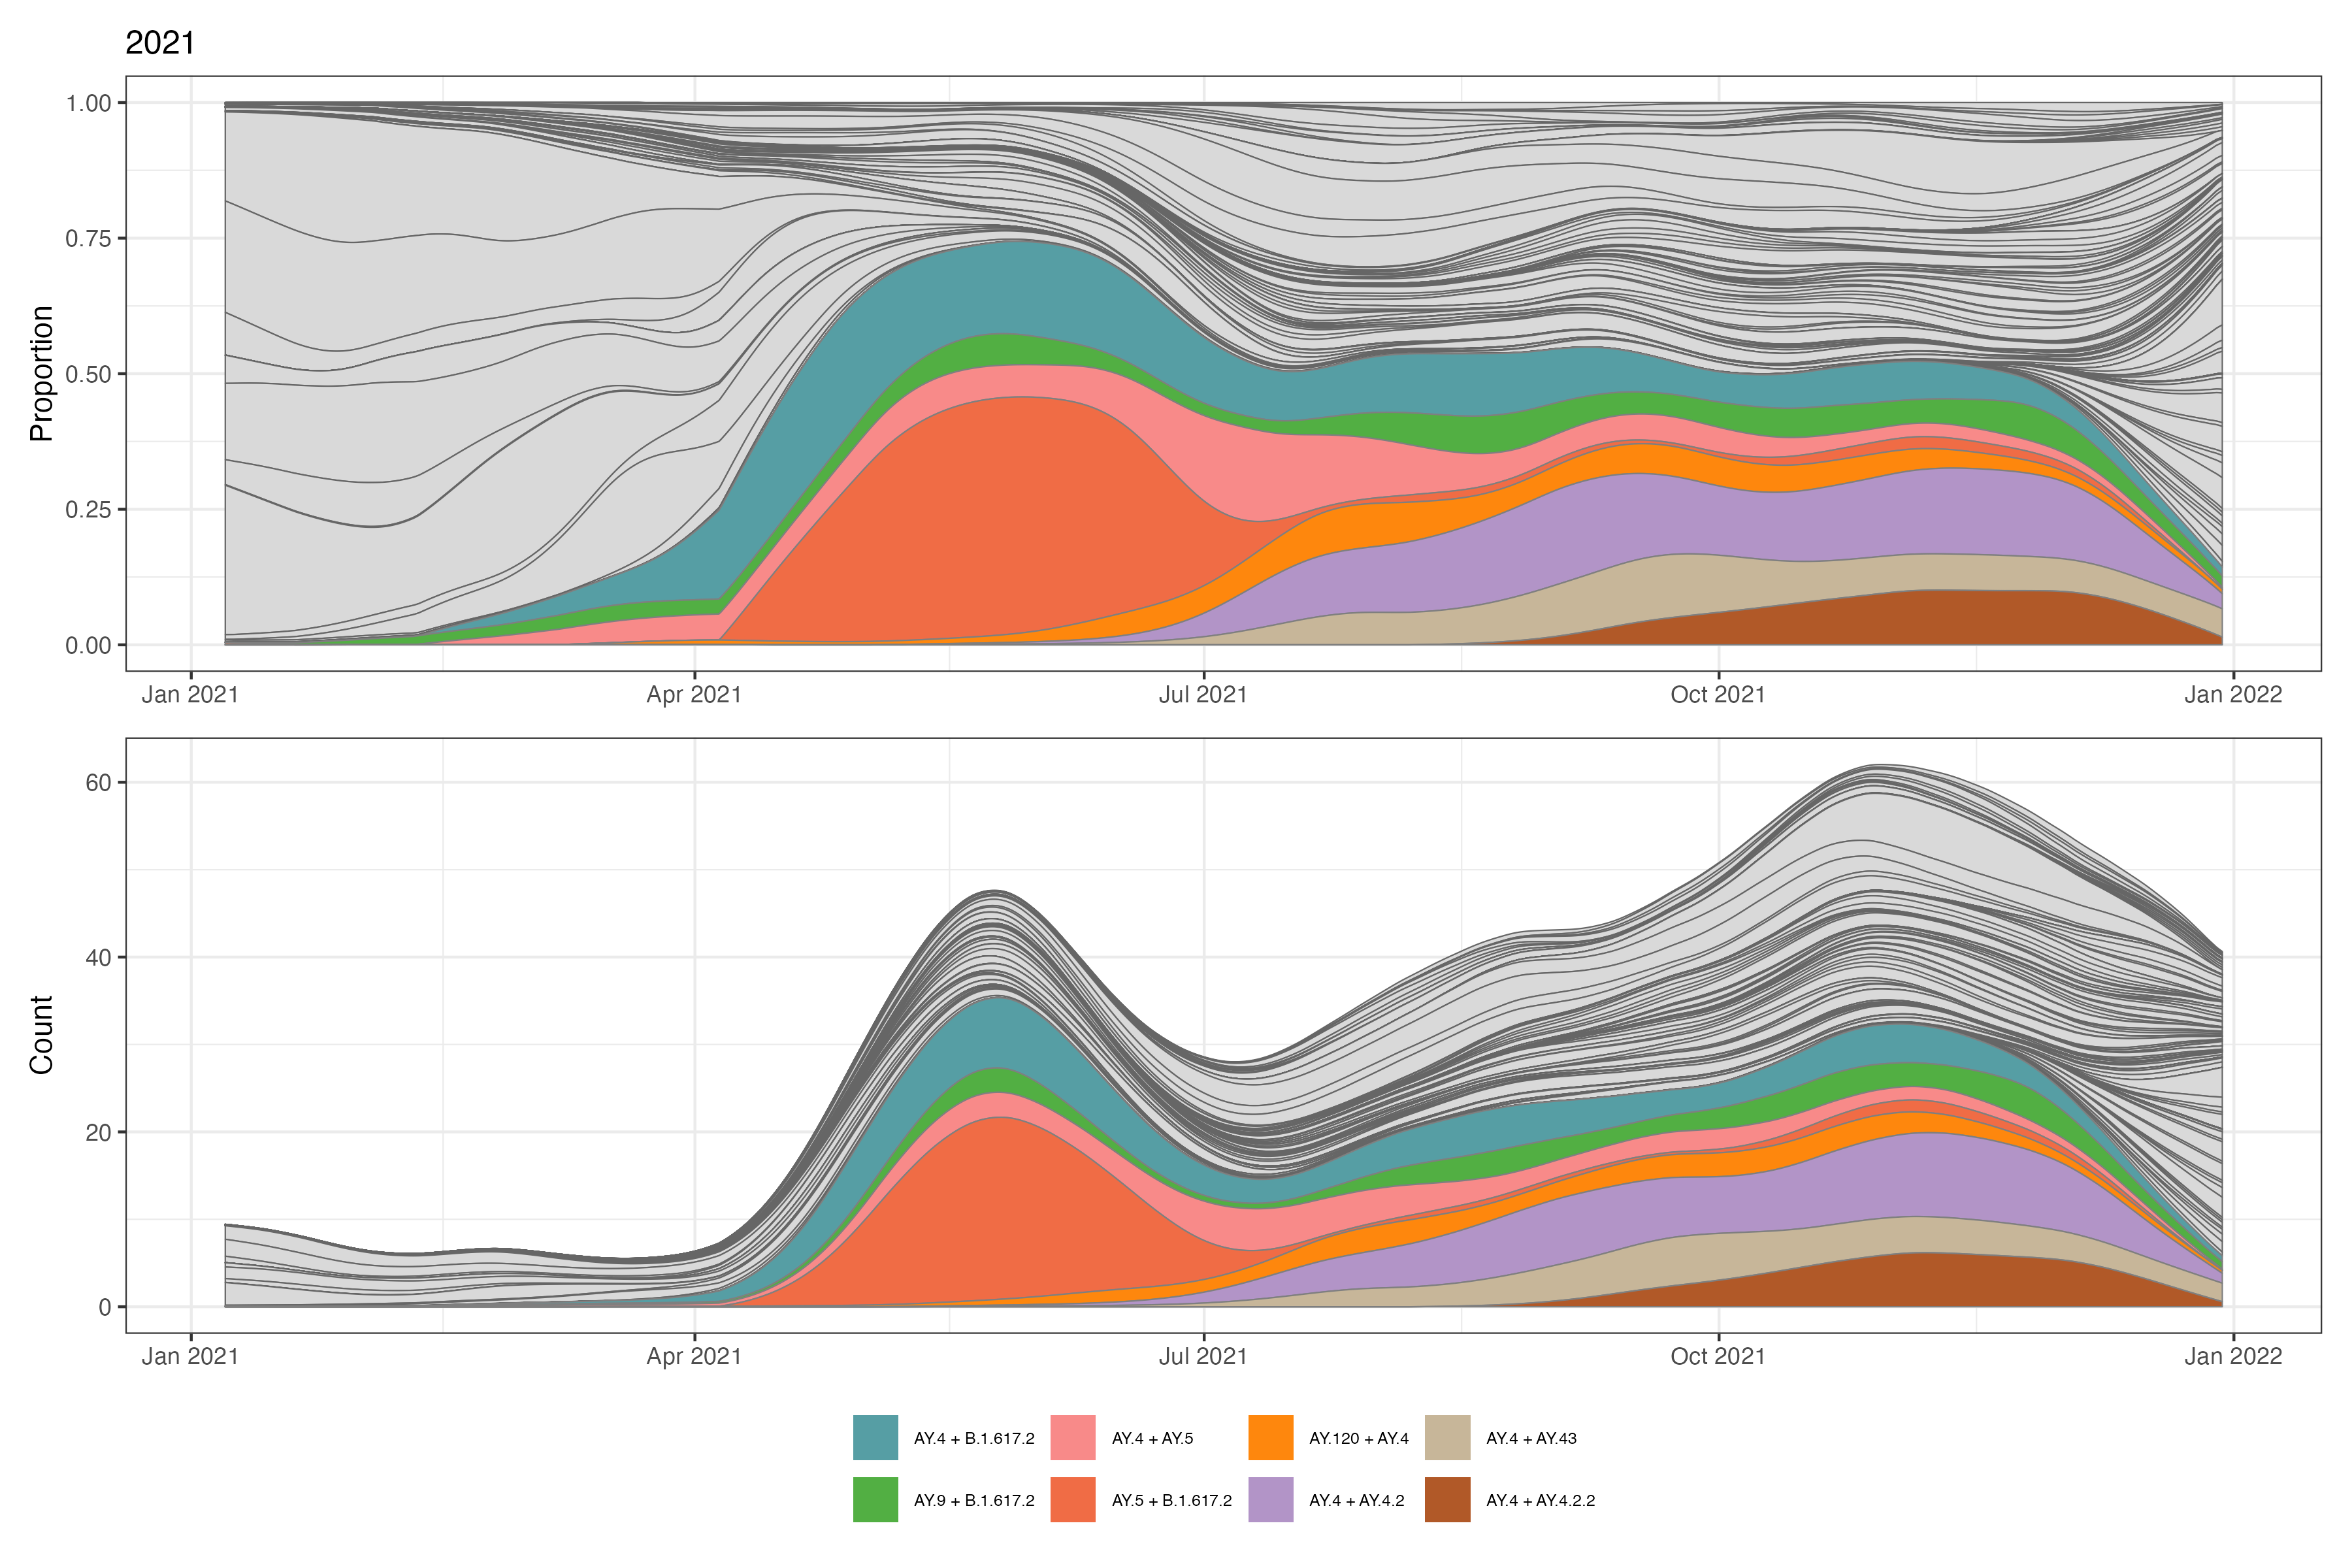 2021
Proportion
1.00
0.75
0.50
0.25
0.00
Jan 2021 Apr 2021 Jul 2021 Oct 2021 Jan 2022
Count
60
40
20
0
Jan 2021 Apr 2021 Jul 2021 Oct 2021 Jan 2022
AY.4 + B.1.617.2 AY.4 + AY.5 AY.120 + AY.4 AY.4 + AY.43
AY.9 + B.1.617.2 AY.5 + B.1.617.2 AY.4 + AY.4.2 AY.4 + AY.4.2.2